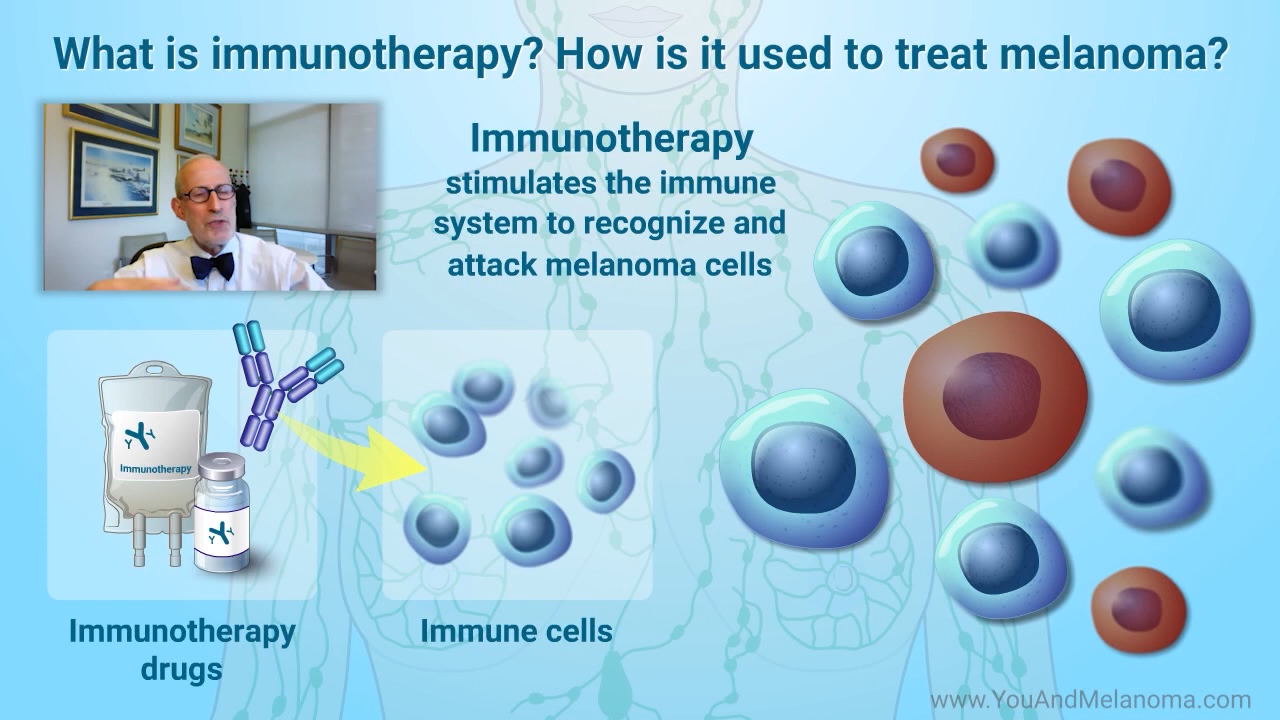 What is immunotherapy? How is it used to treat melanoma?
Immunotherapy
stimulates the immune
system to recognize and
attack melanoma cells
Immunotherapy
Immunotherapy
drugs
Immune cells
www.YouAndMelanoma.com